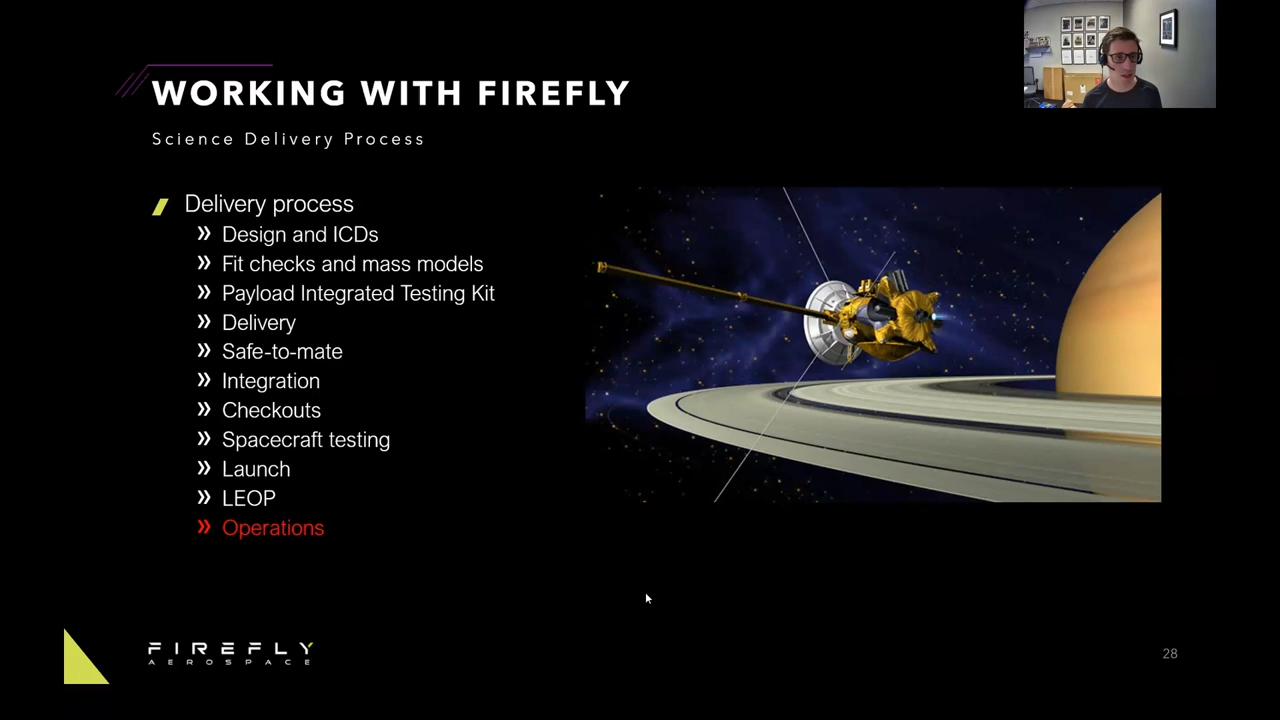 WORKING WITH FIREFLY
Science Delivery Process
Delivery process
Design and ICDs
Fit checks and mass models
Payload Integrated Testing Kit
Delivery
Safe-to-mate
Integration
Checkouts
Spacecraft testing
Launch
LEOP
Operations
FIREFLY
AEROSPACE
28